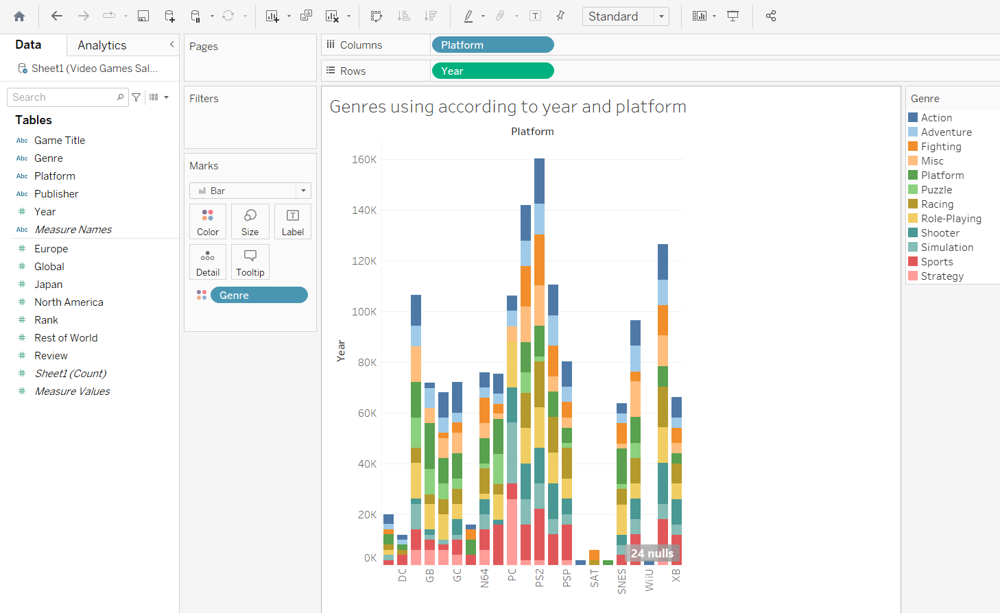 Standard
Data
Analytics
Sheet1 (Video Games Sal...
Search
Tables
Abc Game Title
Abc Genre
Abc Platform
Abc Publisher
# Year
Abc Measure Names
# Europe
# Global
# Japan
# North America
# Rank
# Rest of World
# Review
# Sheet1 (Count)
# Measure Values
Pages
Filters
Marks
Bar
Color
Size
T
Label
Detail
Tooltip
Genre
Columns
Platform
Rows
Year
Genres using according to year and platform
Platform
160K
140K
120K
100K
80K
60K
40K
20K
0K
Year
24 nulls
DC
GB
GC
N64
PC
PS2
PSP
SAT
SNES
WiiU
XB
Genre
Action
Adventure
Fighting
Misc
Platform
Puzzle
Racing
Role-Playing
Shooter
Simulation
Sports
Strategy